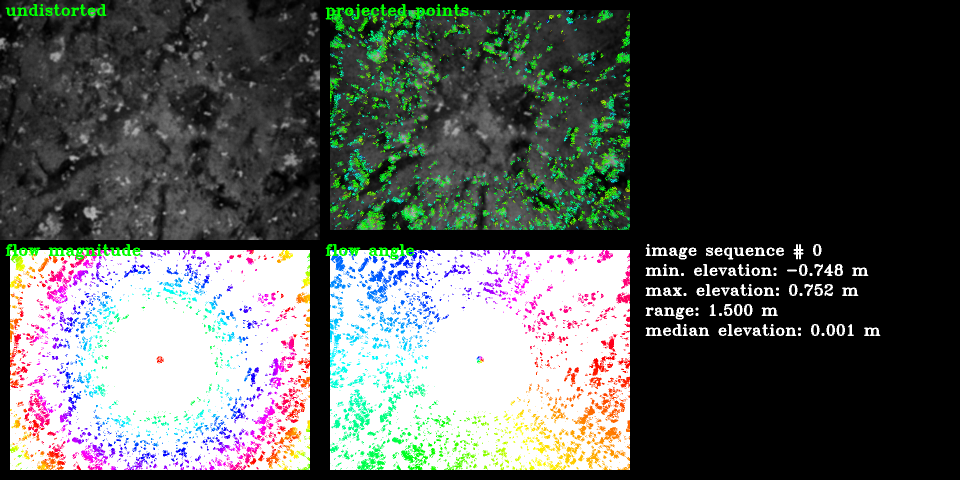 undistorted
projected points
flow magnitude
flow angle
image sequence # 0
min. elevation: -0.748 m
max. elevation: 0.752 m
range: 1.500 m
median elevation: 0.001 m